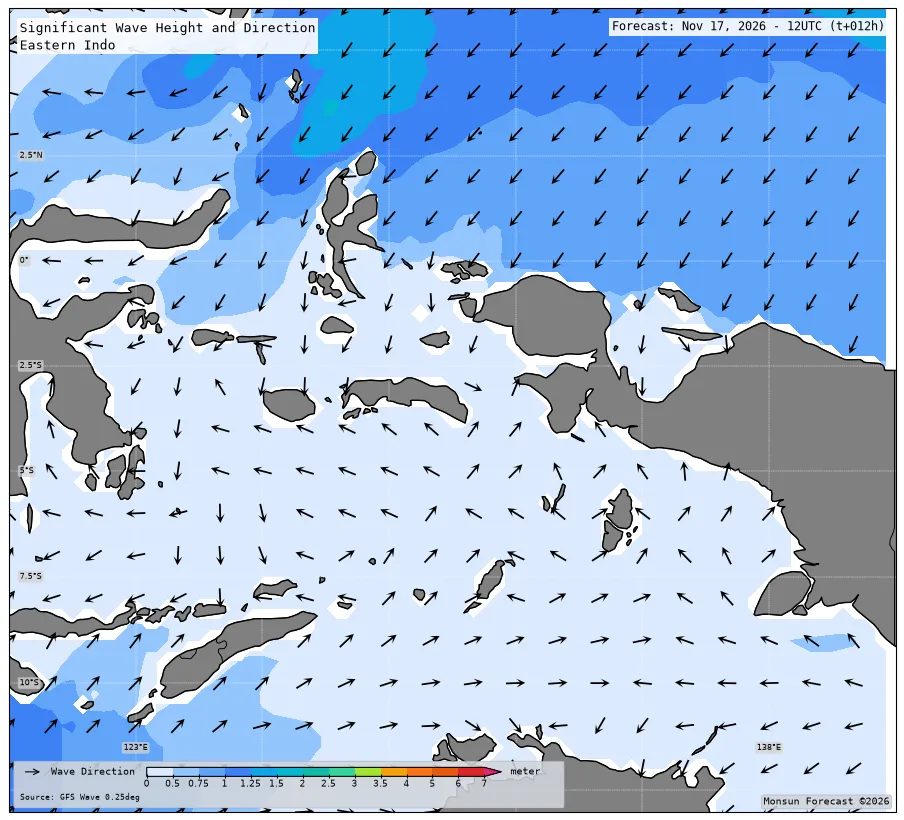 Significant Wave Height and Direction
Eastern Indo
Forecast: Nov 17, 2026 - 12UTC (t+012h)
2.5°N
0°
2.5°S
5°S
7.5°S
10°S
123°E
138°E
Wave Direction
meter
0 0.5 0.75 1 1.25 1.5 2 2.5 3 3.5 4 5 6 7
Source: GFS Wave 0.25deg
Monsun Forecast ©2026